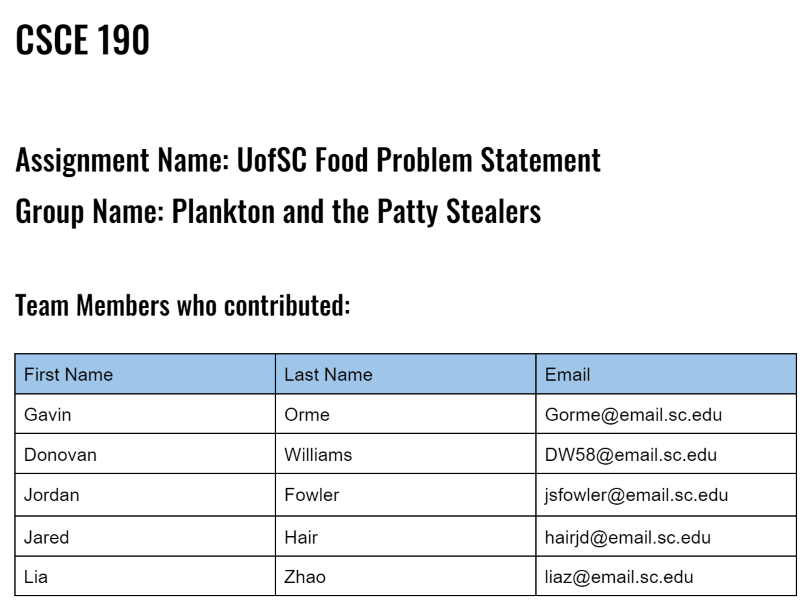 CSCE 190
Assignment Name: UofSC Food Problem Statement
Group Name: Plankton and the Patty Stealers
Team Members who contributed:
First Name Last Name Email
Gavin Orme Gorme@email.sc.edu
Donovan Williams DW58@email.sc.edu
Jordan Fowler jsfowler@email.sc.edu
Jared Hair hairjd@email.sc.edu
Lia Zhao liaz@email.sc.edu